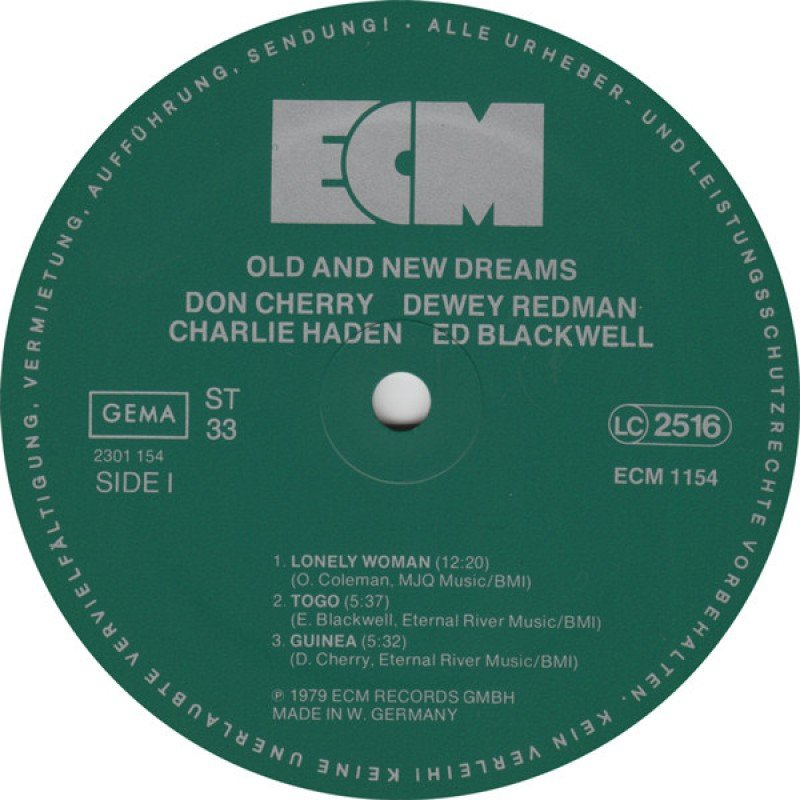 ECM
OLD AND NEW DREAMS
DON CHERRY DEWEY REDMAN
CHARLIE HADEN ED BLACKWELL
GEMA
ST
33
2301 154
SIDE I
LC 2516
ECM 1154
1. LONELY WOMAN (12:20)
(O. Coleman, MJQ Music/BMI)
2. TOGO (5:37)
(E. Blackwell, Eternal River Music/BMI)
3. GUINEA (5:32)
(D. Cherry, Eternal River Music/BMI)
℗ 1979 ECM RECORDS GMBH
MADE IN W. GERMANY
ALLE URHEBER- UND LEISTUNGSSCHUTZRECHTE VORBEHALTEN. KEIN VERLEIH! KEINE UNERLAUBTE VERVIELFÄLTIGUNG, VERMIETUNG, AUFFÜHRUNG, SENDUNG! ·